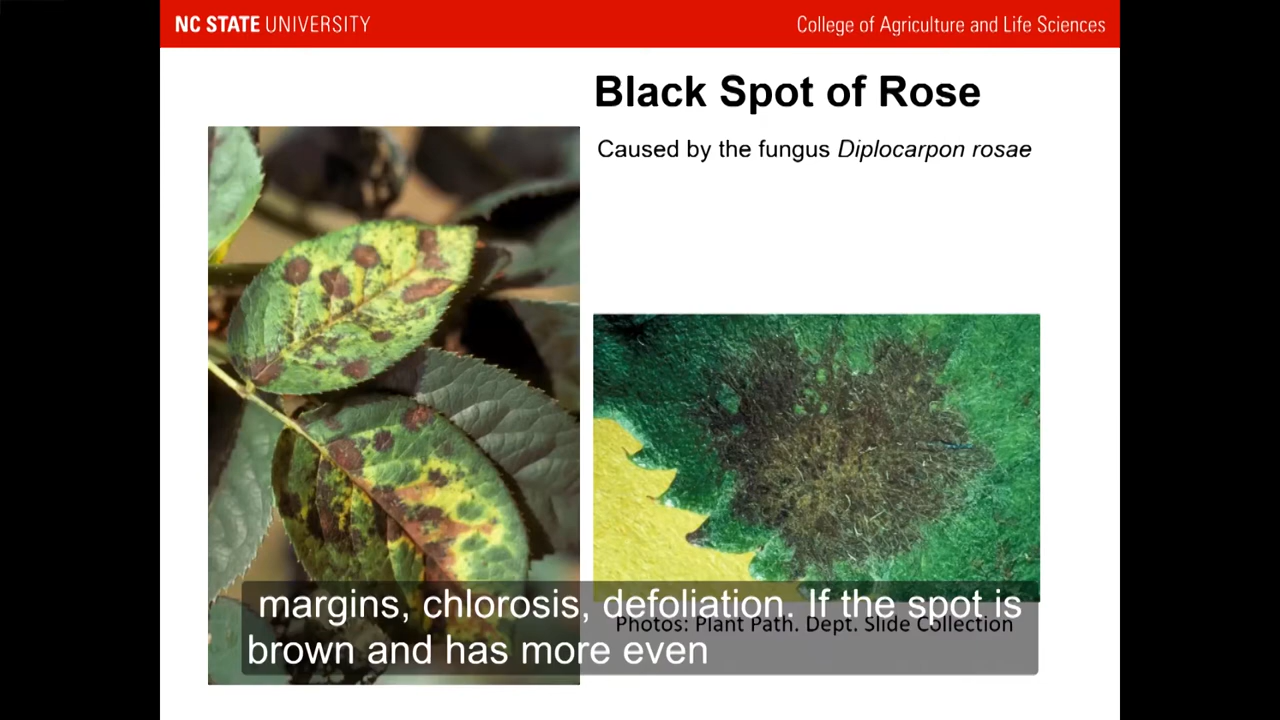 NC STATE UNIVERSITY
College of Agriculture and Life Sciences
Black Spot of Rose
Caused by the fungus Diplocarpon rosae
margins, chlorosis, defoliation. If the spot is
brown and has more even
Photos: Plant Path. Dept. Slide Collection